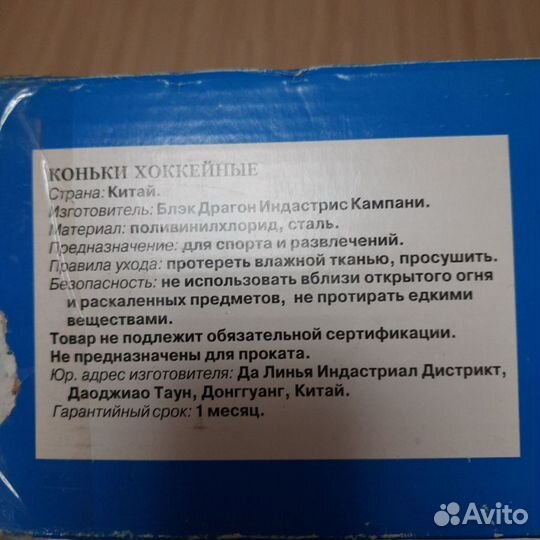 КОНЬКИ ХОККЕЙНЫЕ
Страна: Китай.
Изготовитель: Блэк Драгон Индастрис Кампани.
Материал: поливинилхлорид, сталь.
Предназначение: для спорта и развлечений.
Правила ухода: протереть влажной тканью, просушить.
Безопасность: не использовать вблизи открытого огня
и раскаленных предметов, не протирать едкими
веществами.
Товар не подлежит обязательной сертификации.
Не предназначены для проката.
Юр. адрес изготовителя: Да Линья Индастриал Дистрикт,
Даоджиао Таун, Донггуанг, Китай.
Гарантийный срок: 1 месяц.
Avito